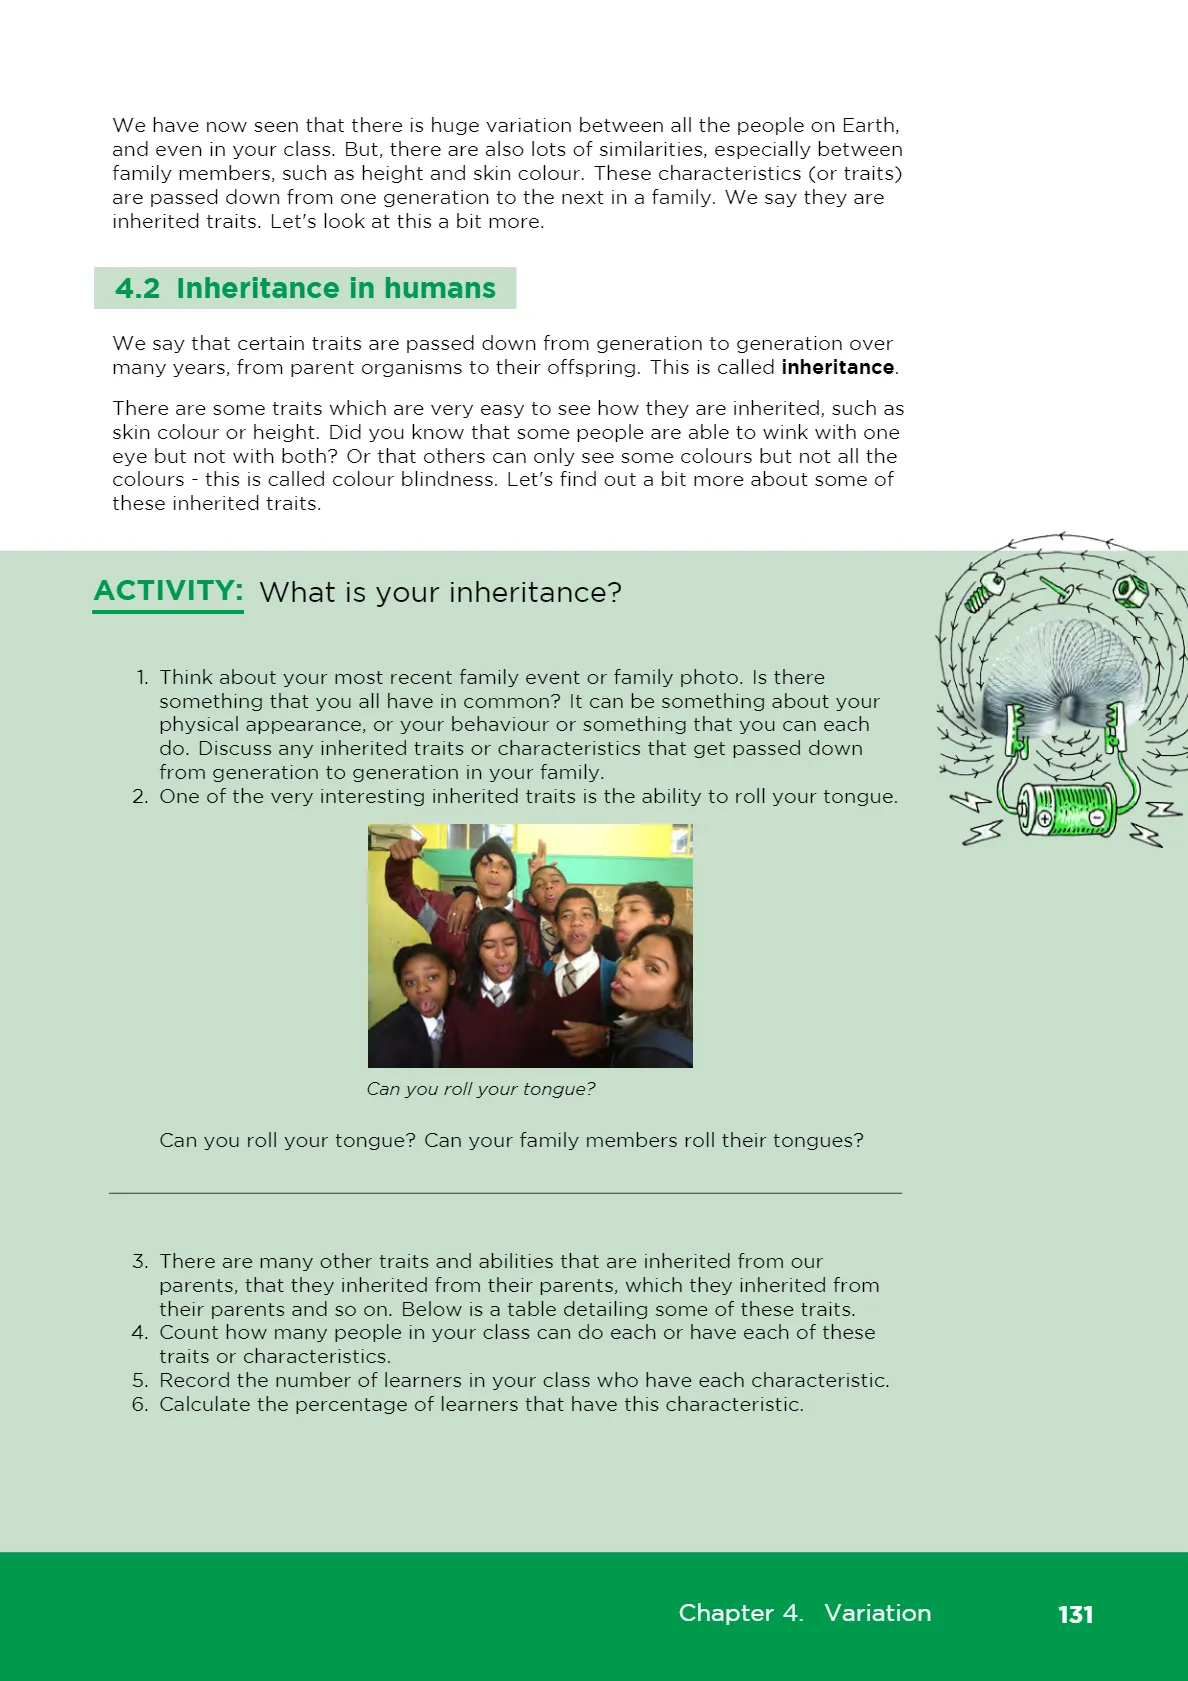 We have now seen that there is huge variation between all the people on Earth,
and even in your class. But, there are also lots of similarities, especially between
family members, such as height and skin colour. These characteristics (or traits)
are passed down from one generation to the next in a family. We say they are
inherited traits. Let's look at this a bit more.
4.2 Inheritance in humans
We say that certain traits are passed down from generation to generation over
many years, from parent organisms to their offspring. This is called inheritance.
There are some traits which are very easy to see how they are inherited, such as
skin colour or height. Did you know that some people are able to wink with one
eye but not with both? Or that others can only see some colours but not all the
colours - this is called colour blindness. Let's find out a bit more about some of
these inherited traits.
ACTIVITY: What is your inheritance?
1. Think about your most recent family event or family photo. Is there
something that you all have in common? It can be something about your
physical appearance, or your behaviour or something that you can each
do. Discuss any inherited traits or characteristics that get passed down
from generation to generation in your family.
2. One of the very interesting inherited traits is the ability to roll your tongue.
Can you roll your tongue?
Can you roll your tongue? Can your family members roll their tongues?
3. There are many other traits and abilities that are inherited from our
parents, that they inherited from their parents, which they inherited from
their parents and so on. Below is a table detailing some of these traits.
4. Count how many people in your class can do each or have each of these
traits or characteristics.
5. Record the number of learners in your class who have each characteristic.
6. Calculate the percentage of learners that have this characteristic.
Chapter 4. Variation 131